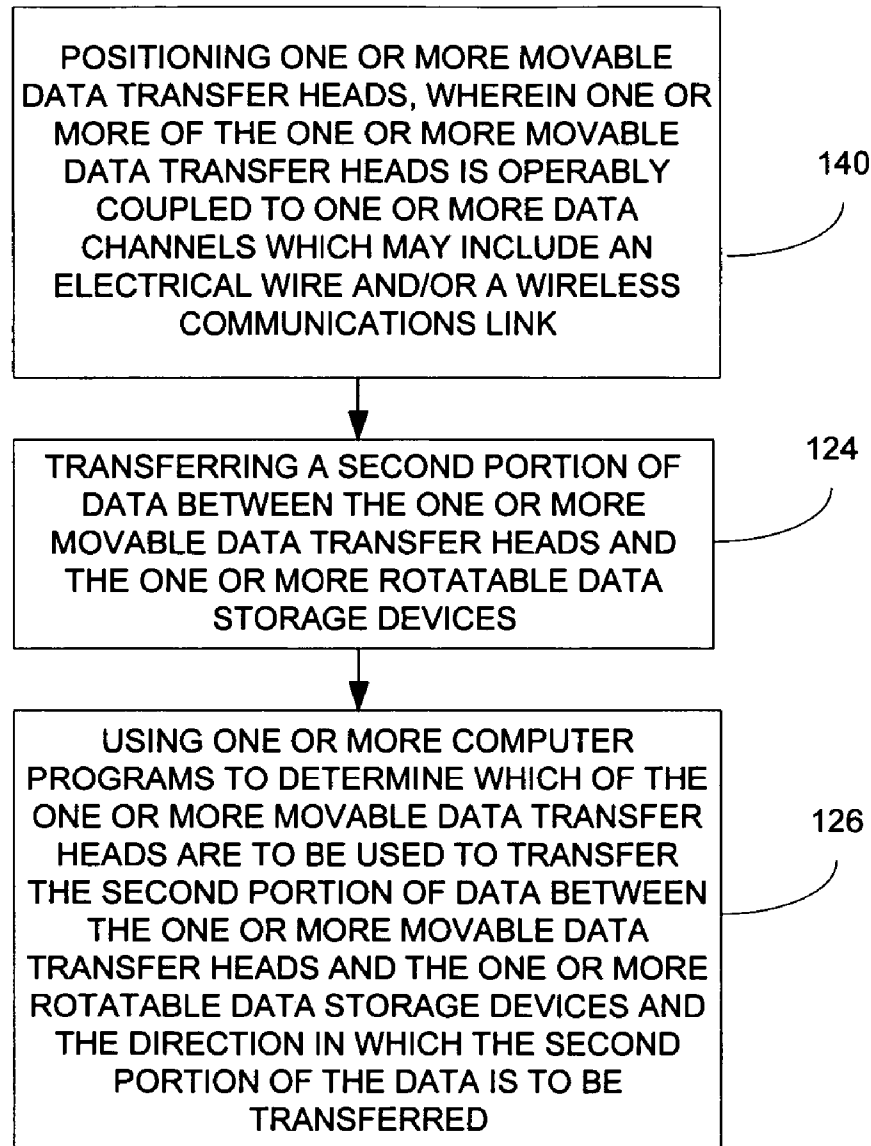 POSITIONING ONE OR MORE MOVABLE
DATA TRANSFER HEADS, WHEREIN ONE OR
MORE OF THE ONE OR MORE MOVABLE
DATA TRANSFER HEADS IS OPERABLY
COUPLED TO ONE OR MORE DATA
CHANNELS WHICH MAY INCLUDE AN
ELECTRICAL WIRE AND/OR A WIRELESS
COMMUNICATIONS LINK
140
TRANSFERRING A SECOND PORTION OF
DATA BETWEEN THE ONE OR MORE
MOVABLE DATA TRANSFER HEADS AND
THE ONE OR MORE ROTATABLE DATA
STORAGE DEVICES
124
USING ONE OR MORE COMPUTER
PROGRAMS TO DETERMINE WHICH OF THE
ONE OR MORE MOVABLE DATA TRANSFER
HEADS ARE TO BE USED TO TRANSFER
THE SECOND PORTION OF DATA BETWEEN
THE ONE OR MORE MOVABLE DATA
TRANSFER HEADS AND THE ONE OR MORE
ROTATABLE DATA STORAGE DEVICES AND
THE DIRECTION IN WHICH THE SECOND
PORTION OF THE DATA IS TO BE
TRANSFERRED
126